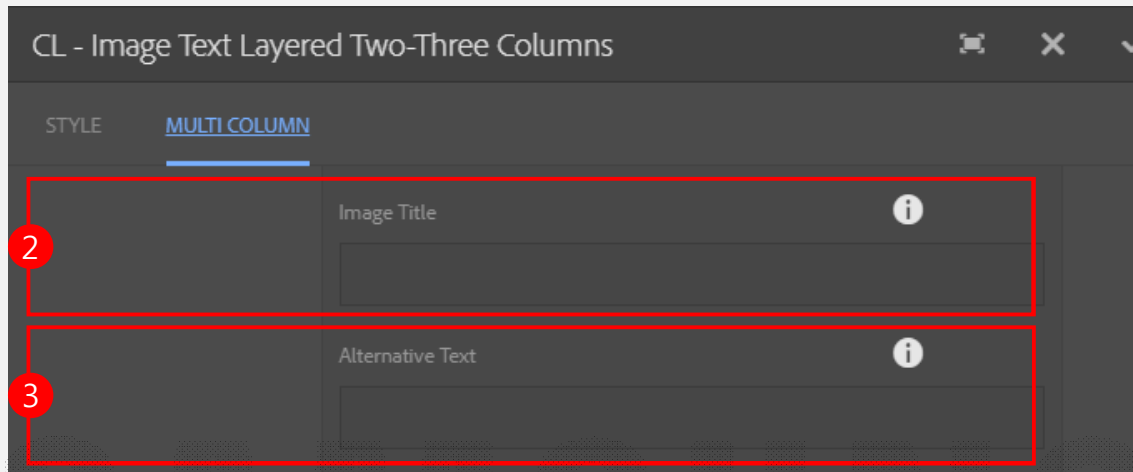 CL - Image Text Layered Two-Three Columns
STYLE MULTI COLUMN
Image Title
2
Alternative Text
3